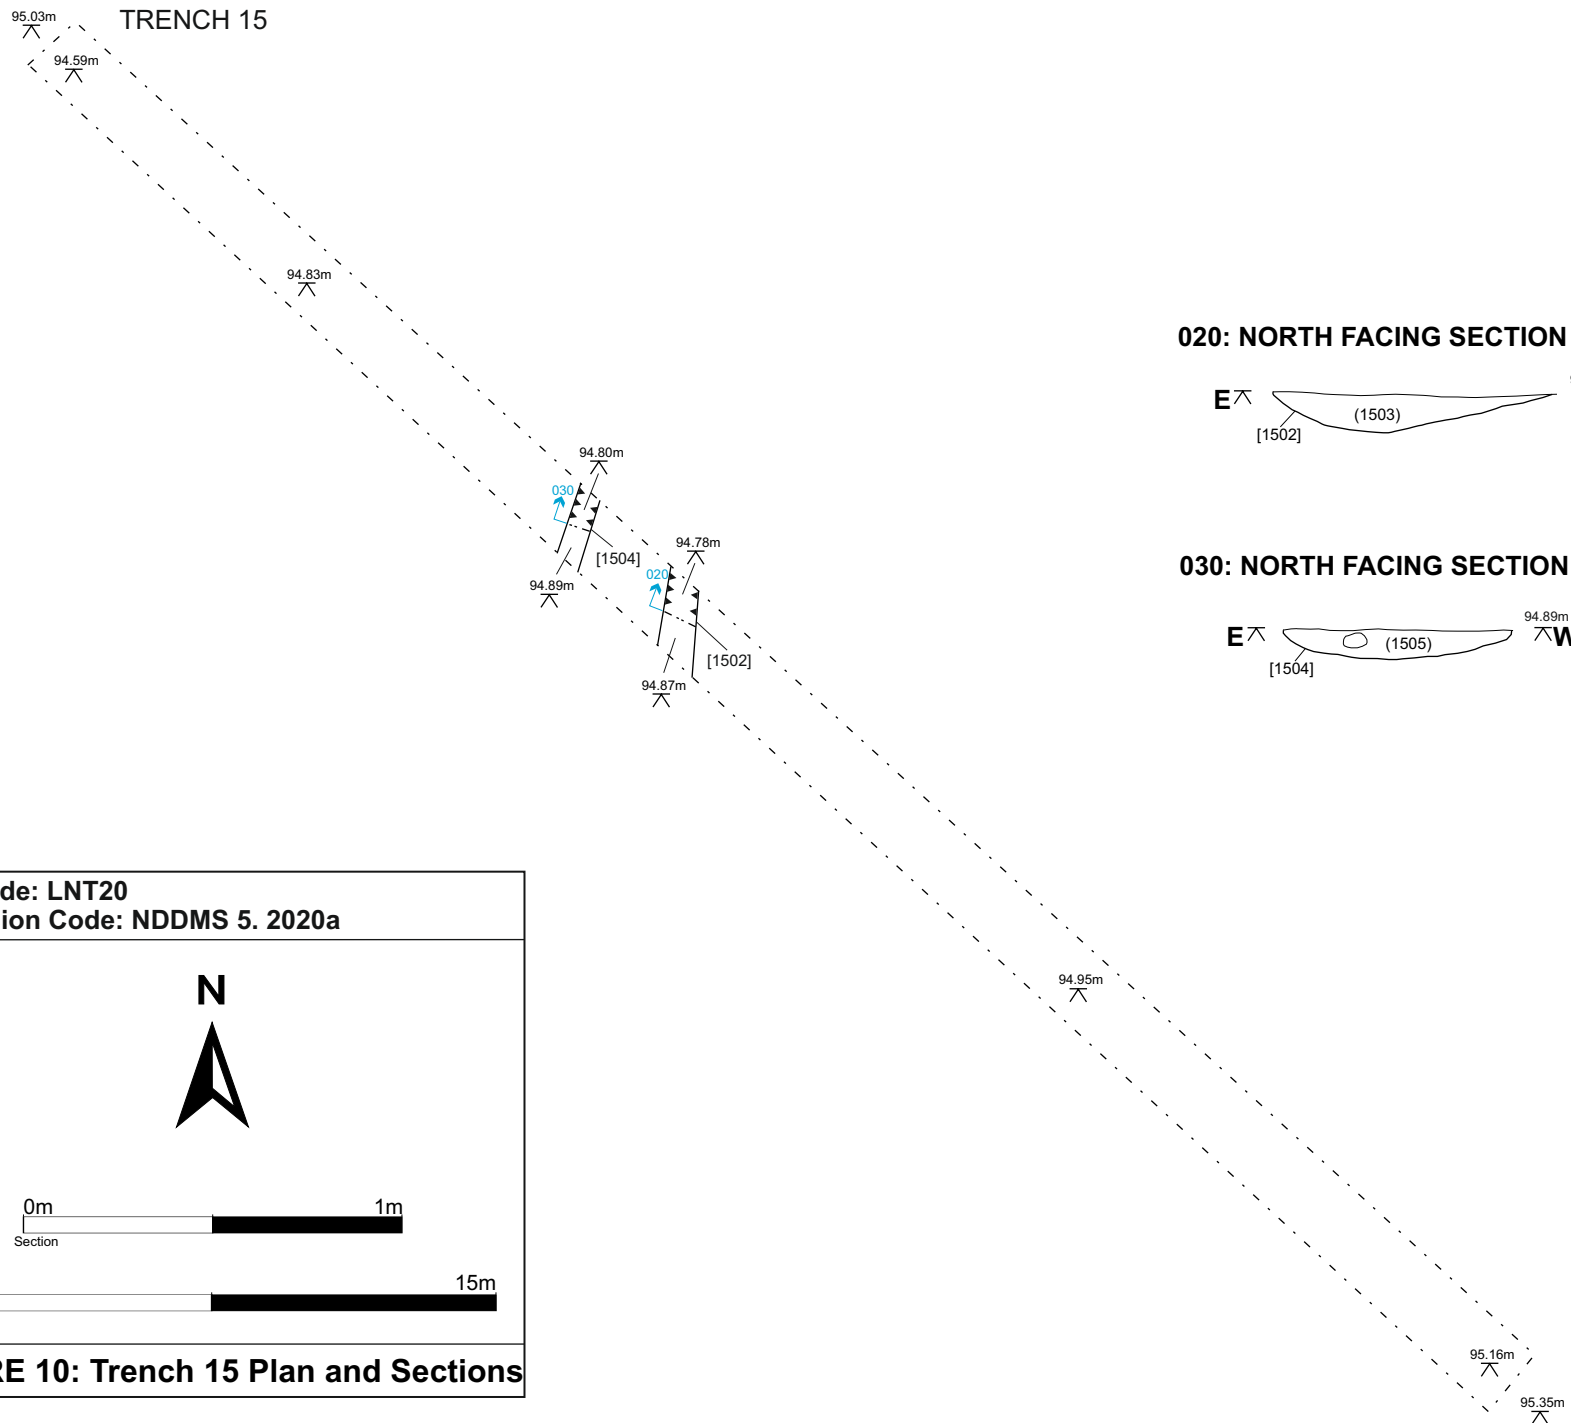 TRENCH 15
95.03m
94.59m
94.83m
94.80m
030
[1504]
94.89m
94.78m
020
[1502]
94.87m
94.95m
95.16m
95.35m
020: NORTH FACING SECTION
E
(1503)
[1502]
030: NORTH FACING SECTION
94.89m
E
(1505)
W
[1504]
de: LNT20
ion Code: NDDMS 5. 2020a
N
0m 1m
Section
15m
RE 10: Trench 15 Plan and Sections